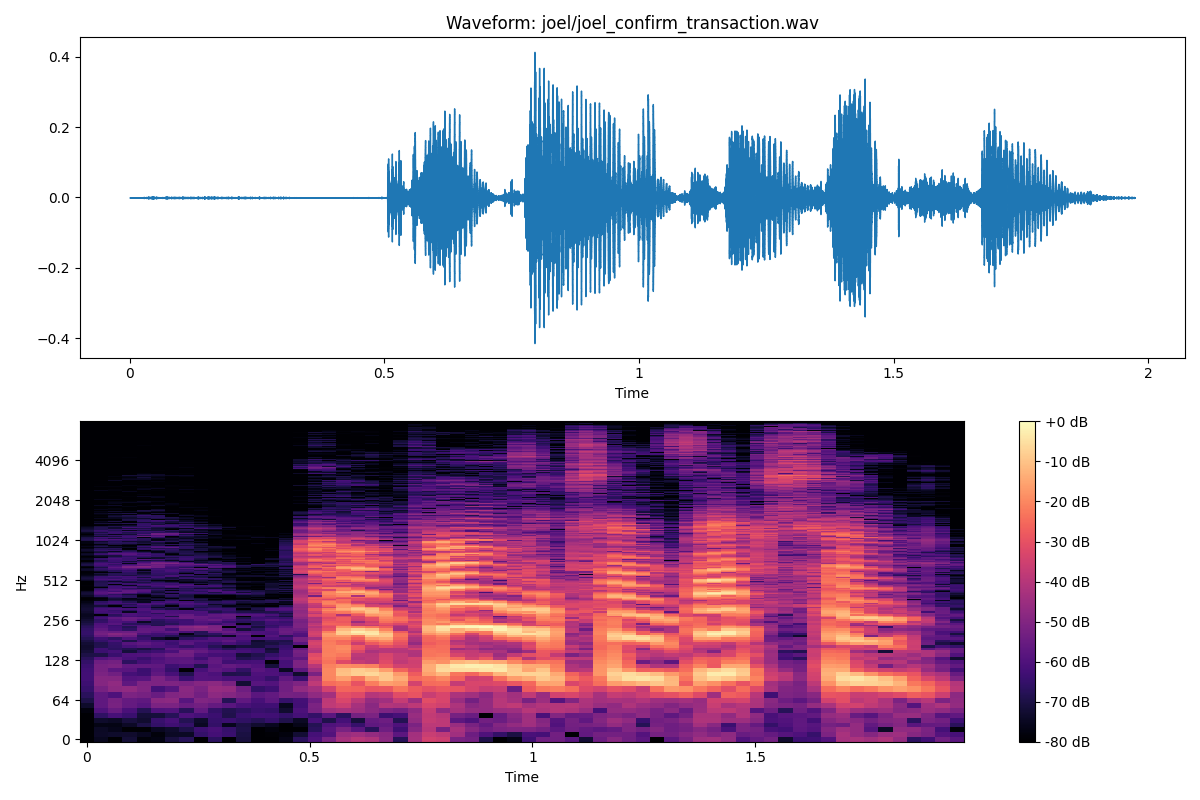 Waveform: joel/joel_confirm_transaction.wav
0.4
0.2
0.0
−0.2
−0.4
0 0.5 1 1.5 2
Time
4096
2048
1024
512
256
128
64
0
Hz
0 0.5 1 1.5
Time
+0 dB
-10 dB
-20 dB
-30 dB
-40 dB
-50 dB
-60 dB
-70 dB
-80 dB